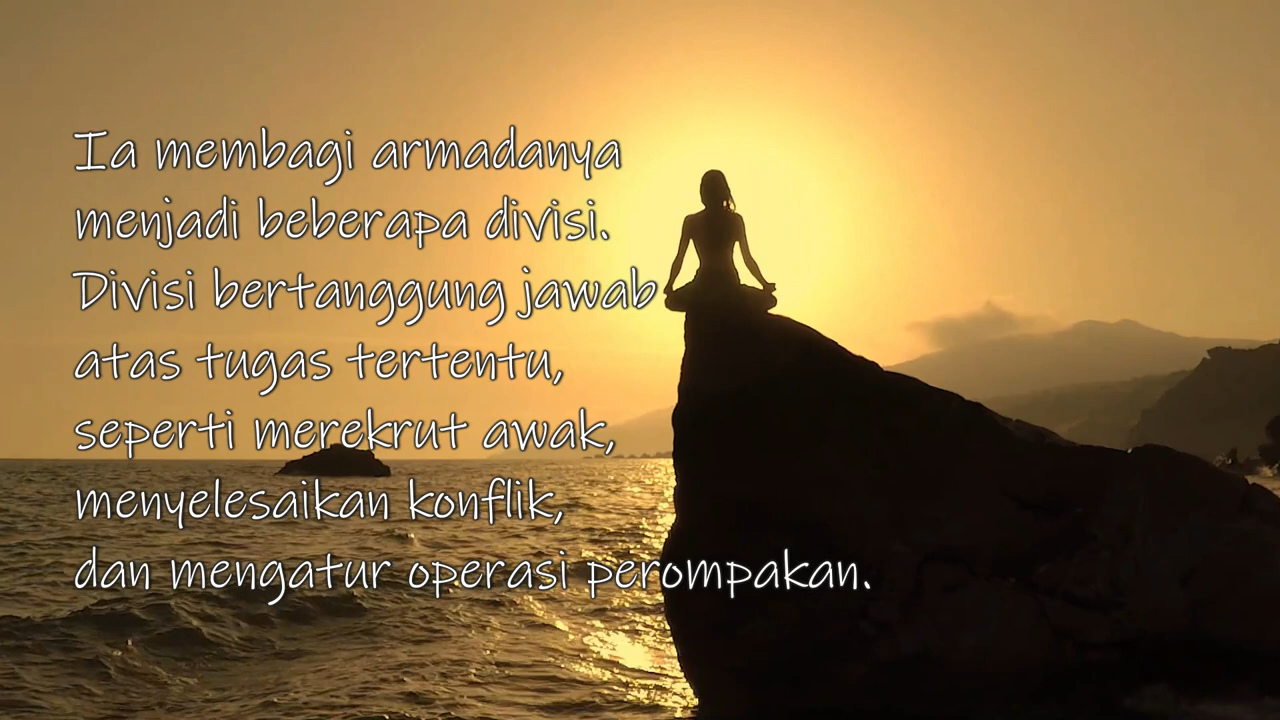 Ia membagi armadanya
menjadi beberapa divisi.
Divisi bertanggung jawab
atas tugas tertentu,
seperti merekrut awak,
menyelesaikan konflik,
dan mengatur operasi perompakan.